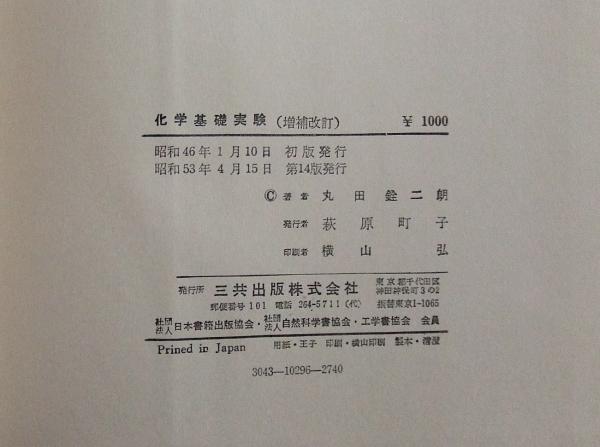 化学基礎実験（増補改訂） ¥ 1000
昭和46年1月10日 初版発行
昭和53年4月15日 第14版発行
Ⓒ 著者 丸田銓二朗
発行者 萩原町子
印刷者 横山弘
発行所 三共出版株式会社 東京都千代田区神田神保町3の2
郵便番号 101 電話 264-5711（代） 振替東京1-1065
社団法人日本書籍出版協会・社団法人自然科学書協会・工学書協会 会員
Printed in Japan 用紙・王子 印刷・横山印刷 製本・
3043—10296—2740